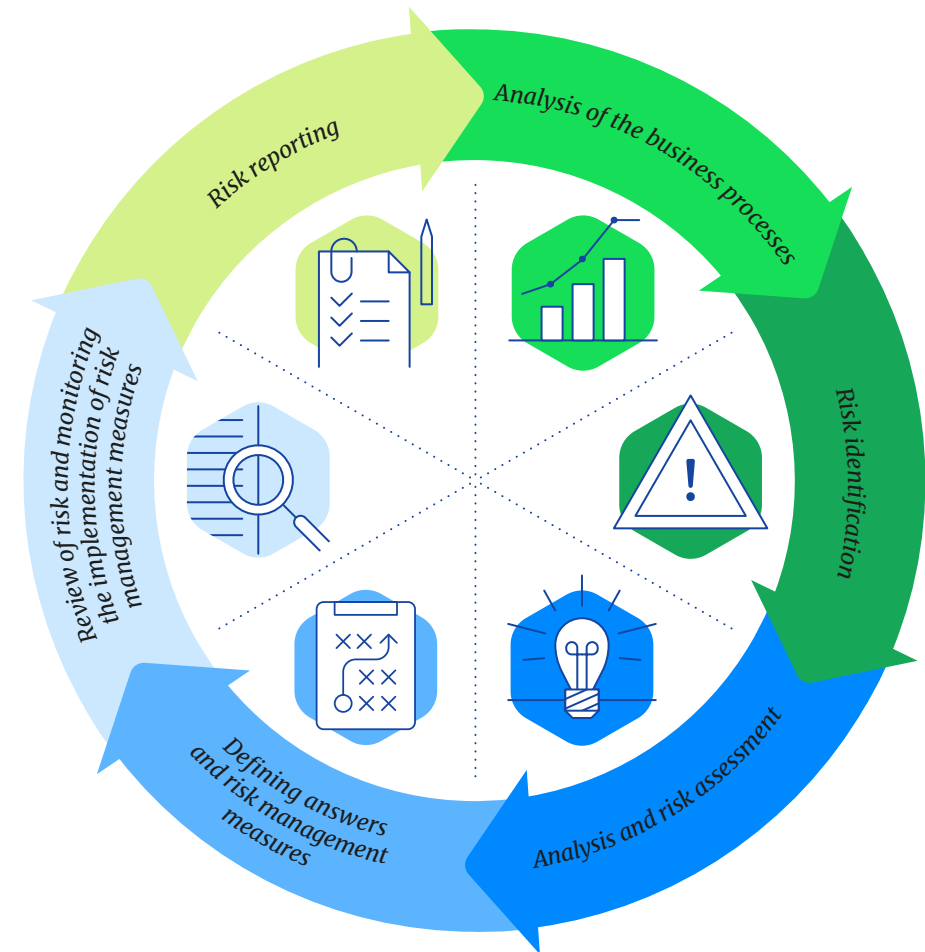 Analysis of the business processes
Risk identification
Analysis and risk assessment
Defining answers
and risk management
measures
Review of risk and monitoring
the implementation of risk
management measures
Risk reporting
!